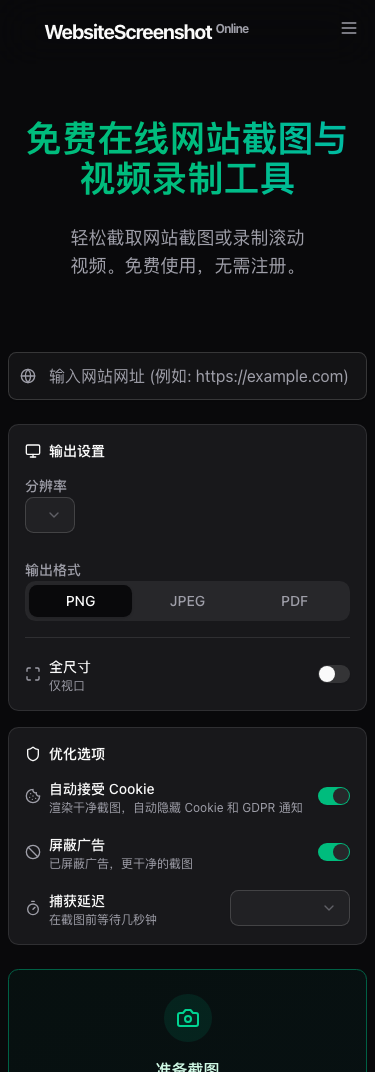 WebsiteScreenshot Online
免费在线网站截图与
视频录制工具
轻松截取网站截图或录制滚动
视频。免费使用，无需注册。
输入网站网址 (例如: https://example.com)
输出设置
分辨率
输出格式
PNG JPEG PDF
全尺寸
仅视口
优化选项
自动接受 Cookie
渲染干净截图，自动隐藏 Cookie 和 GDPR 通知
屏蔽广告
已屏蔽广告，更干净的截图
捕获延迟
在截图前等待几秒钟
准备截图